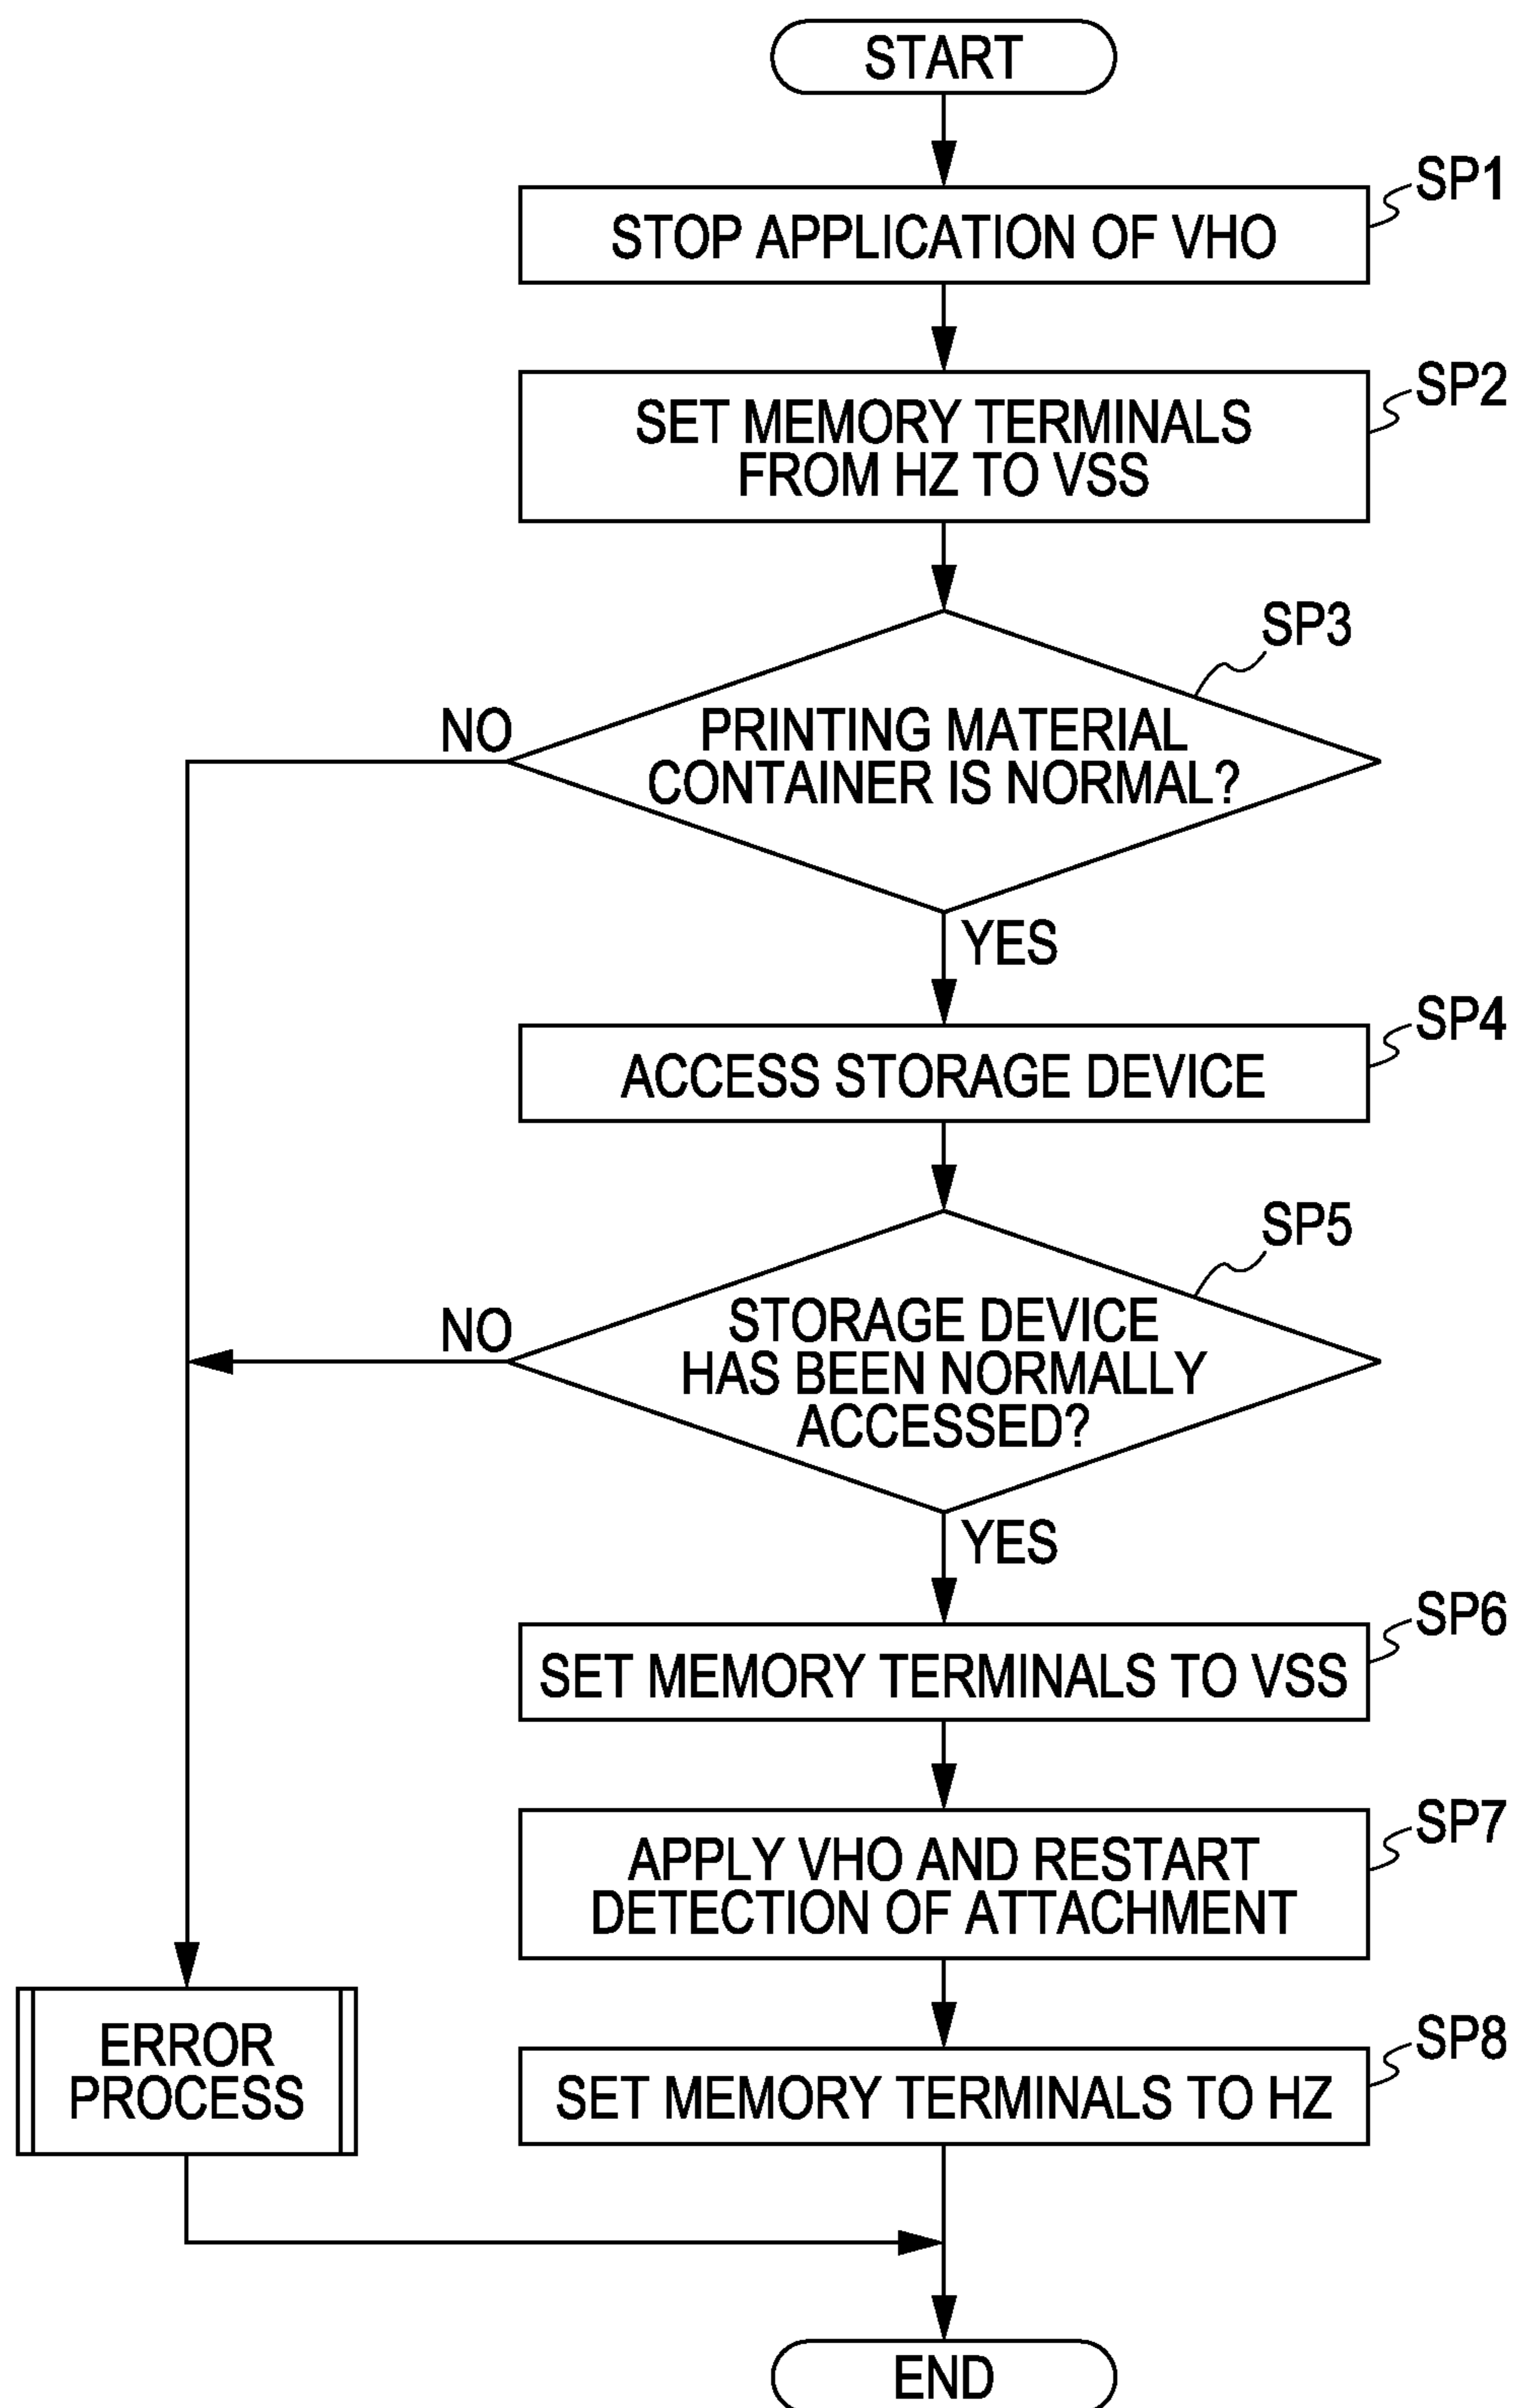 START
SP1
STOP APPLICATION OF VHO
SP2
SET MEMORY TERMINALS
FROM HZ TO VSS
SP3
NO
PRINTING MATERIAL
CONTAINER IS NORMAL?
YES
SP4
ACCESS STORAGE DEVICE
SP5
NO
STORAGE DEVICE
HAS BEEN NORMALLY
ACCESSED?
YES
SP6
SET MEMORY TERMINALS TO VSS
SP7
APPLY VHO AND RESTART
DETECTION OF ATTACHMENT
ERROR
PROCESS
SP8
SET MEMORY TERMINALS TO HZ
END